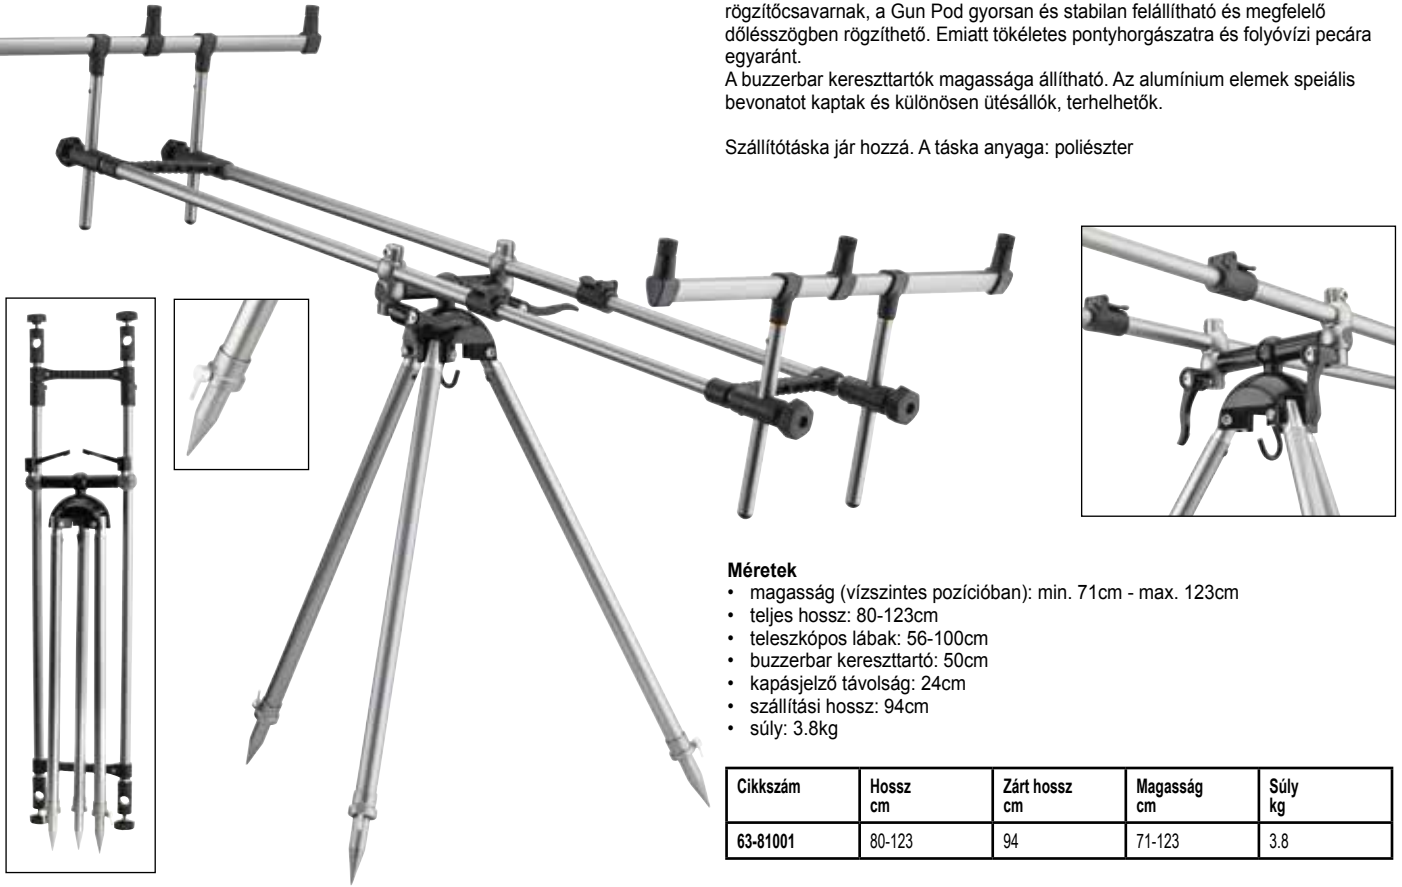 rögzítőcsavarnak, a Gun Pod gyorsan és stabilan felállítható és megfelelő
dőlésszögben rögzíthető. Emiatt tökéletes pontyhorgászatra és folyóvízi pecára
egyaránt.
A buzzerbar kereszttartók magassága állítható. Az alumínium elemek speiális
bevonatot kaptak és különösen ütésállók, terhelhetők.
Szállítótáska jár hozzá. A táska anyaga: poliészter
Méretek
• magasság (vízszintes pozícióban): min. 71cm - max. 123cm
• teljes hossz: 80-123cm
• teleszkópos lábak: 56-100cm
• buzzerbar kereszttartó: 50cm
• kapásjelző távolság: 24cm
• szállítási hossz: 94cm
• súly: 3.8kg
Cikkszám Hossz Zárt hossz Magasság Súly
cm cm cm kg
63-81001 80-123 94 71-123 3.8